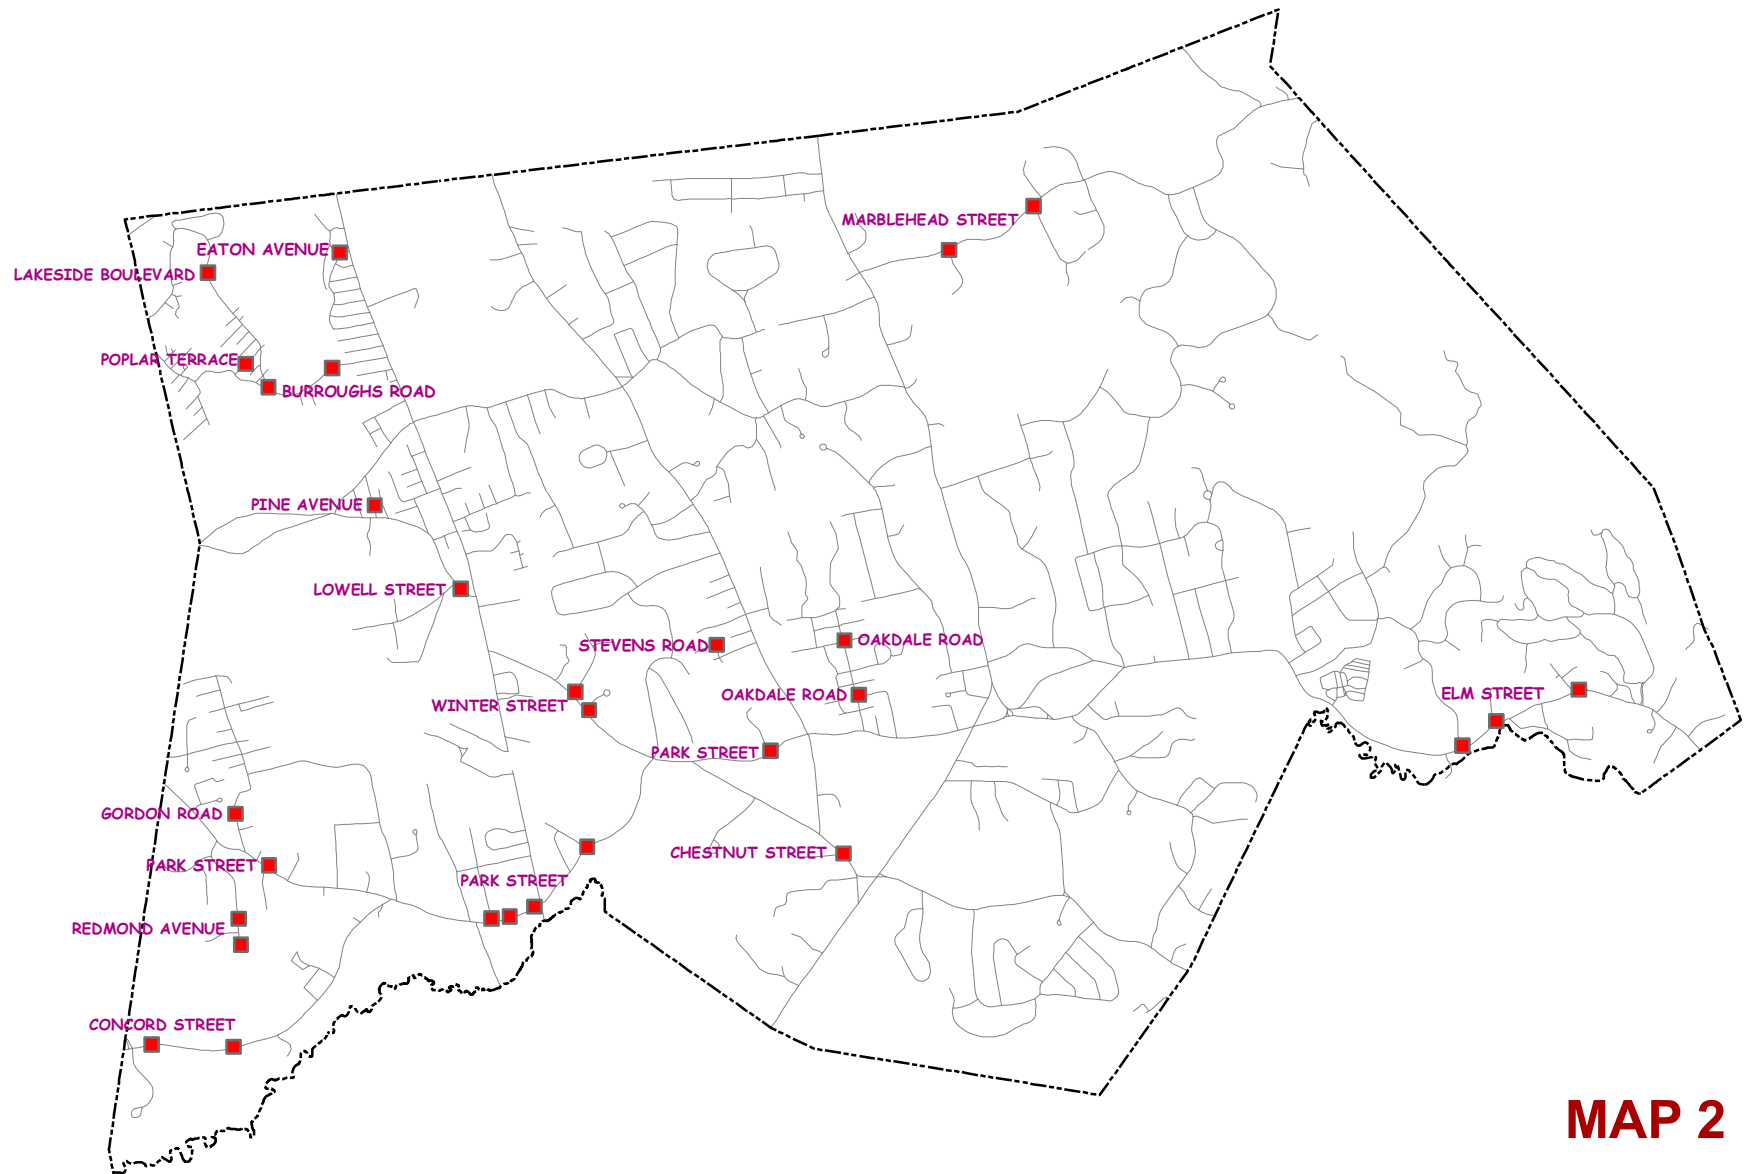 MARBLEHEAD STREET
EATON AVENUE
LAKESIDE BOULEVARD
POPLAR TERRACE
BURROUGHS ROAD
PINE AVENUE
LOWELL STREET
STEVENS ROAD
OAKDALE ROAD
OAKDALE ROAD
ELM STREET
WINTER STREET
PARK STREET
GORDON ROAD
CHESTNUT STREET
PARK STREET
PARK STREET
REDMOND AVENUE
CONCORD STREET
MAP 2